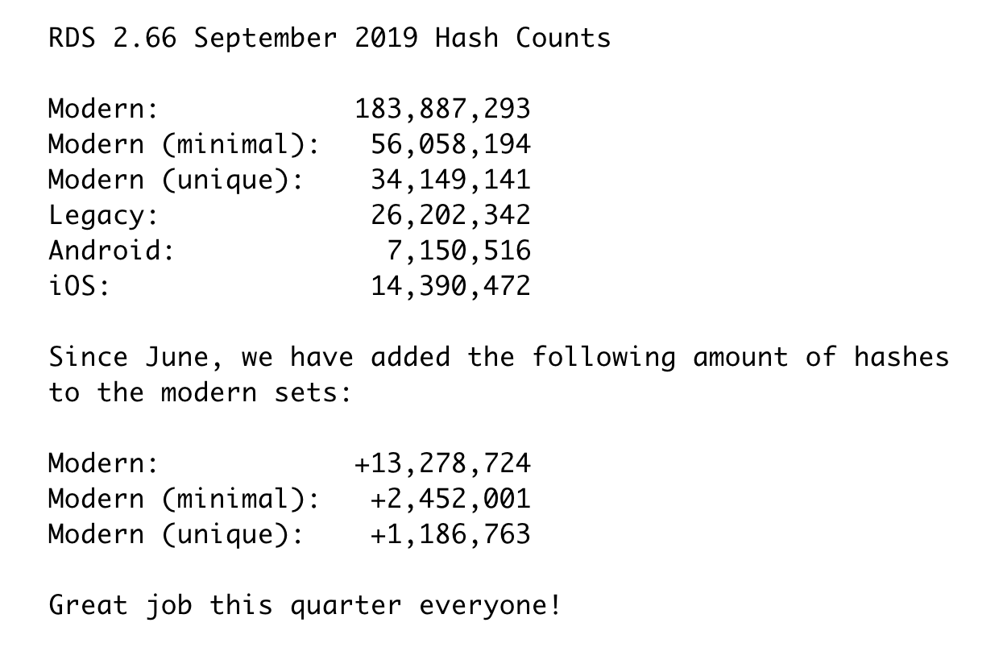 RDS 2.66 September 2019 Hash Counts
Modern: 183,887,293
Modern (minimal): 56,058,194
Modern (unique): 34,149,141
Legacy: 26,202,342
Android: 7,150,516
iOS: 14,390,472
Since June, we have added the following amount of hashes
to the modern sets:
Modern: +13,278,724
Modern (minimal): +2,452,001
Modern (unique): +1,186,763
Great job this quarter everyone!